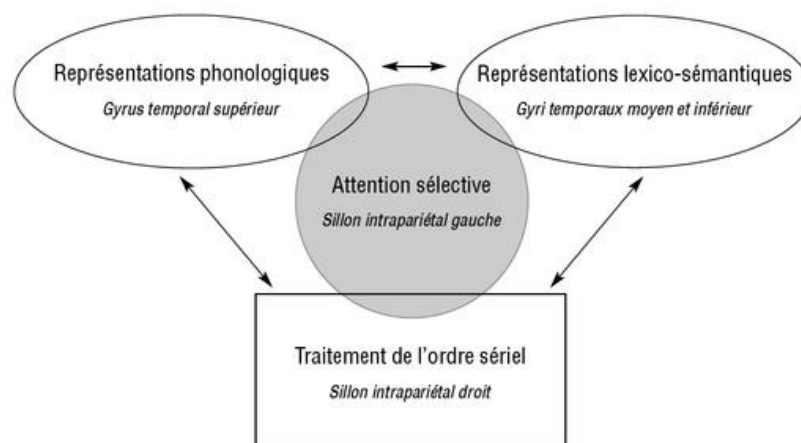 Représentations phonologiques
Gyrus temporal supérieur
Représentations lexico-sémantiques
Gyri temporaux moyen et inférieur
Attention sélective
Sillon intrapariétal gauche
Traitement de l’ordre sériel
Sillon intrapariétal droit